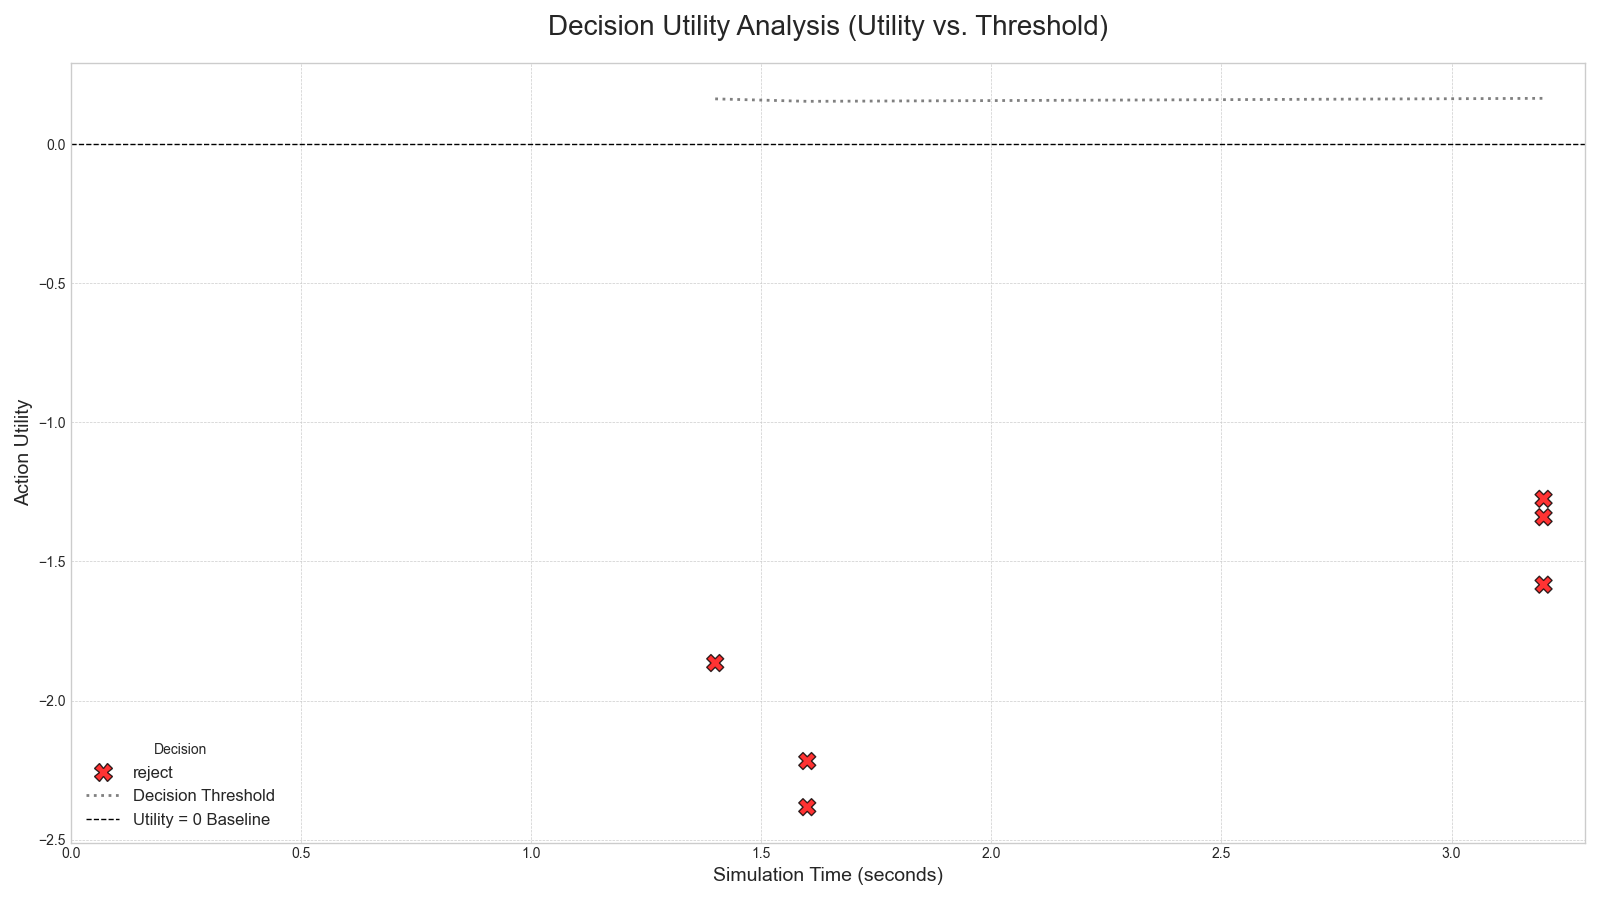 Decision Utility Analysis (Utility vs. Threshold)
Action Utility
0.0
−0.5
−1.0
−1.5
−2.0
−2.5
Decision
reject
Decision Threshold
Utility = 0 Baseline
0.0 0.5 1.0 1.5 2.0 2.5 3.0
Simulation Time (seconds)